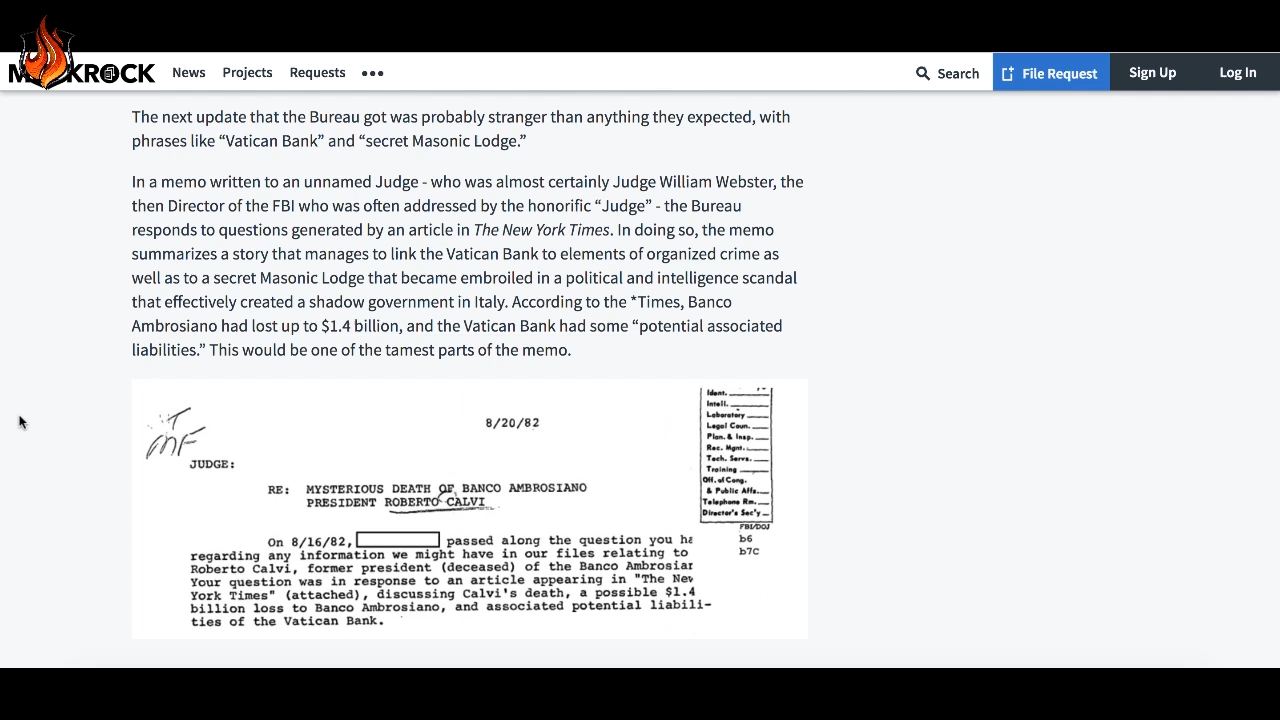 News Projects Requests ••• Search File Request Sign Up Log In
The next update that the Bureau got was probably stranger than anything they expected, with
phrases like “Vatican Bank” and “secret Masonic Lodge.”
In a memo written to an unnamed Judge - who was almost certainly Judge William Webster, the
then Director of the FBI who was often addressed by the honorific “Judge” - the Bureau
responds to questions generated by an article in The New York Times. In doing so, the memo
summarizes a story that manages to link the Vatican Bank to elements of organized crime as
well as to a secret Masonic Lodge that became embroiled in a political and intelligence scandal
that effectively created a shadow government in Italy. According to the *Times, Banco
Ambrosiano had lost up to $1.4 billion, and the Vatican Bank had some “potential associated
liabilities.” This would be one of the tamest parts of the memo.
8/20/82
JUDGE:
RE: MYSTERIOUS DEATH OF BANCO AMBROSIANO
PRESIDENT ROBERTO CALVI
On 8/16/82, passed along the question you ha
regarding any information we might have in our files relating to
Roberto Calvi, former president (deceased) of the Banco Ambrosian
Your question was in response to an article appearing in "The New
York Times" (attached), discussing Calvi's death, a possible $1.4
billion loss to Banco Ambrosiano, and associated potential liabili-
ties of the Vatican Bank.
Ident.
Intell.
Laboratory
Legal Coun.
Plan. & Insp.
Rec. Mgnt.
Tech. Servs.
Training
Off. of Cong.
& Public Affs.
Telephone Rm.
Director's Sec'y
FBI/DOJ
b6
b7C